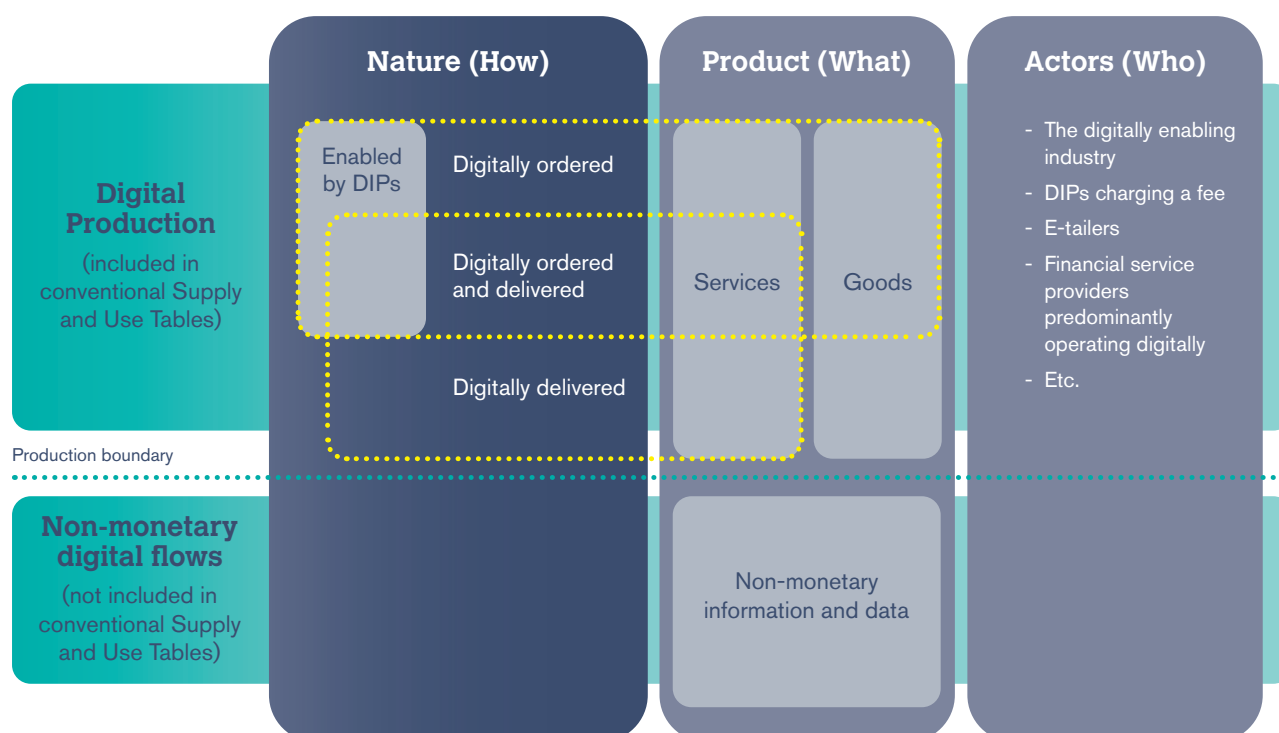 Nature (How)
Product (What)
Actors (Who)
Digital
Production
(included in
conventional Supply
and Use Tables)
Enabled
by DIPs
Digitally ordered
Digitally ordered
and delivered
Digitally delivered
Services
Goods
- The digitally enabling
industry
- DIPs charging a fee
- E-tailers
- Financial service
providers
predominantly
operating digitally
- Etc.
Production boundary
Non-monetary
digital flows
(not included in
conventional Supply
and Use Tables)
Non-monetary
information and data